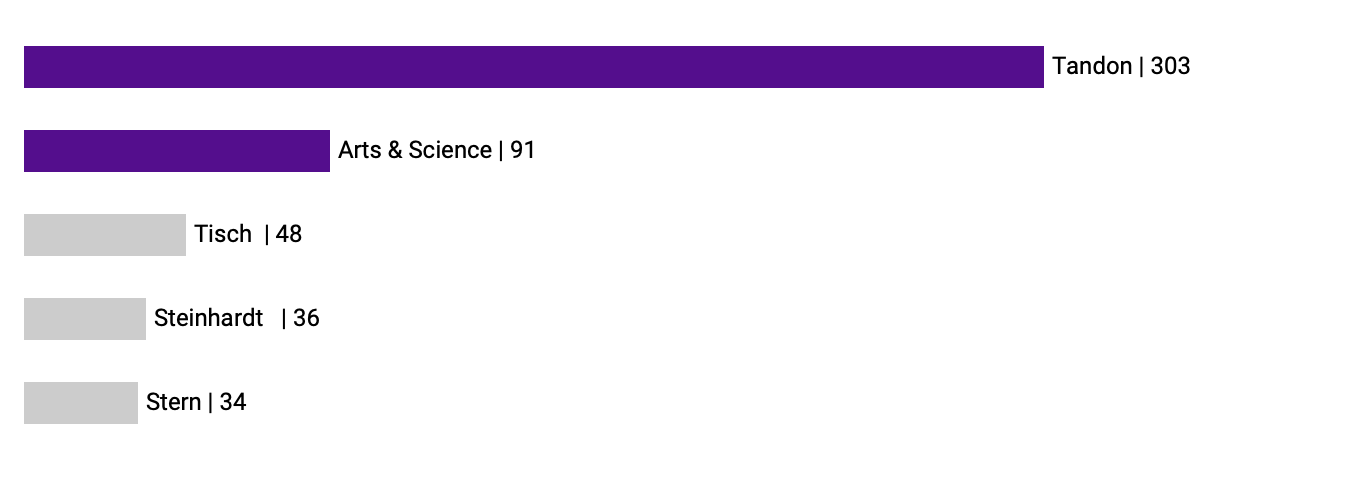 Tandon | 303
Arts & Science | 91
Tisch  | 48
Steinhardt   | 36
Stern | 34